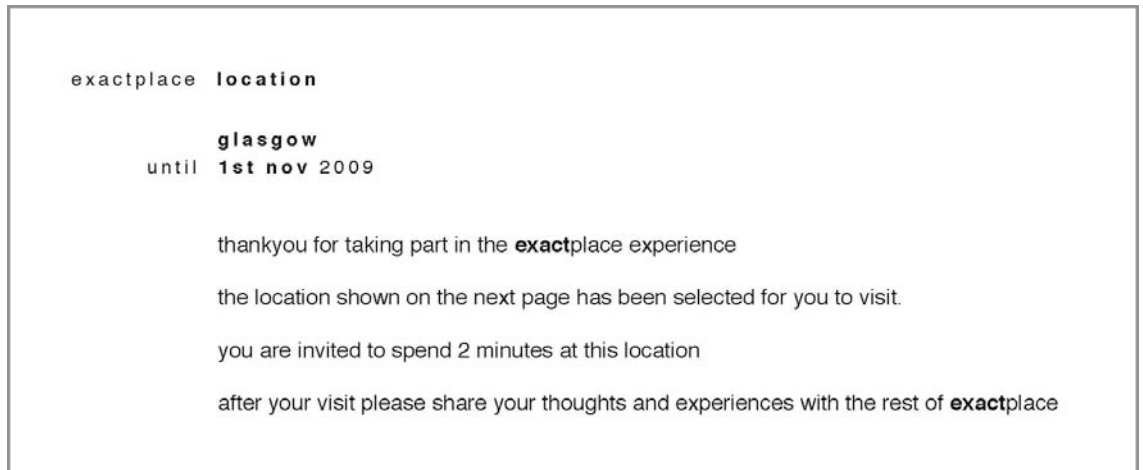 exactplace location
glasgow
until 1st nov 2009
thankyou for taking part in the exactplace experience
the location shown on the next page has been selected for you to visit.
you are invited to spend 2 minutes at this location
after your visit please share your thoughts and experiences with the rest of exactplace